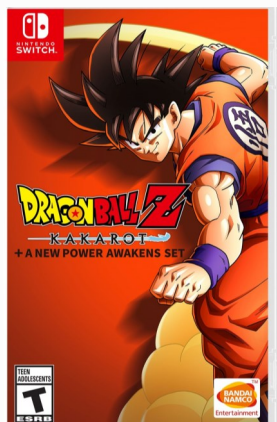 NINTENDO
SWITCH
DRAGON BALL Z
KAKAROT
+ A NEW POWER AWAKENS SET
TEEN
ADOLESCENTS
T
ESRB
BANDAI
NAMCO
Entertainment